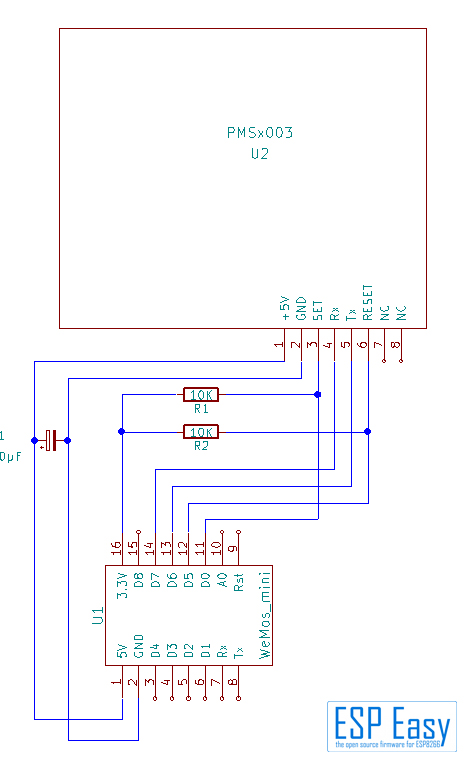 PMSx003
U2
+5V
GND
SET
Rx
Tx
RESET
NC
NC
1
2
3
4
5
6
7
8
10K
R1
10K
R2
1
0µF
+
16
15
14
13
12
11
10
9
3.3V
D8
D7
D6
D5
D0
A0
Rst
U1
WeMos_mini
5V
GND
D4
D3
D2
D1
Rx
Tx
1
2
3
4
5
6
7
8
ESP Easy
the open source firmware for ESP8266